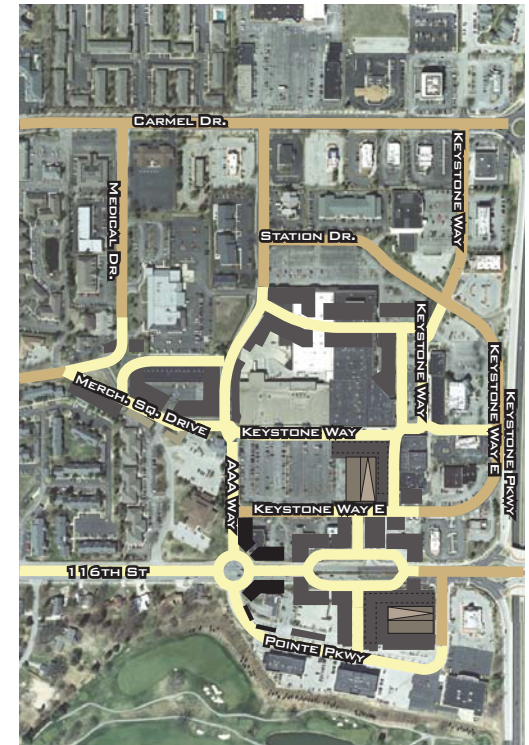 CARMEL DR.
KEYSTONE WAY
MEDICAL DR.
STATION DR.
KEYSTONE WAY
KEYSTONE WAY E
KEYSTONE PKWY
MERCH. SQ. DRIVE
KEYSTONE WAY
AAA WAY
KEYSTONE WAY E
116TH ST
POINTE PKWY